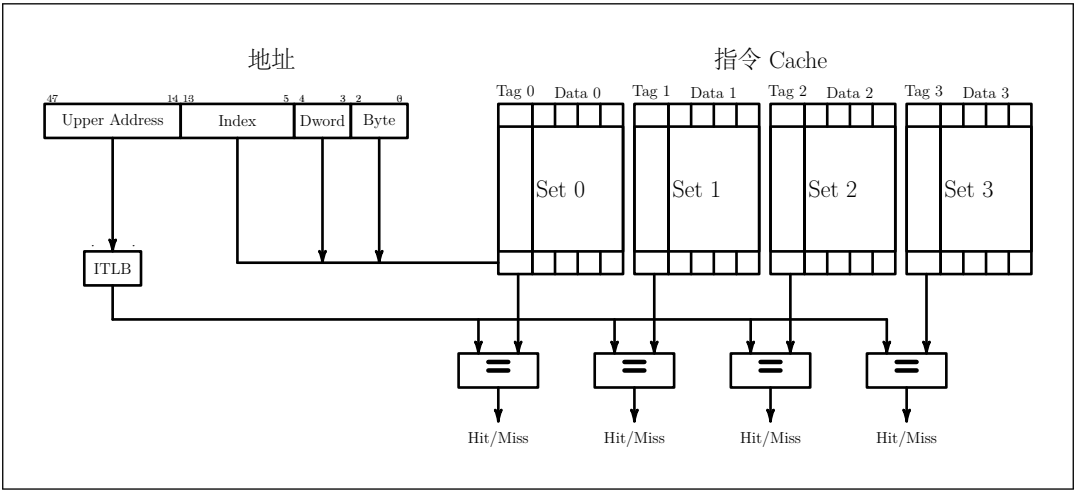 地址
指令 Cache
Tag 0 Data 0 Tag 1 Data 1 Tag 2 Data 2 Tag 3 Data 3
47 14 13 5 4 3 2 0
Upper Address Index Dword Byte
Set 0 Set 1 Set 2 Set 3
ITLB
= = = =
Hit/Miss Hit/Miss Hit/Miss Hit/Miss